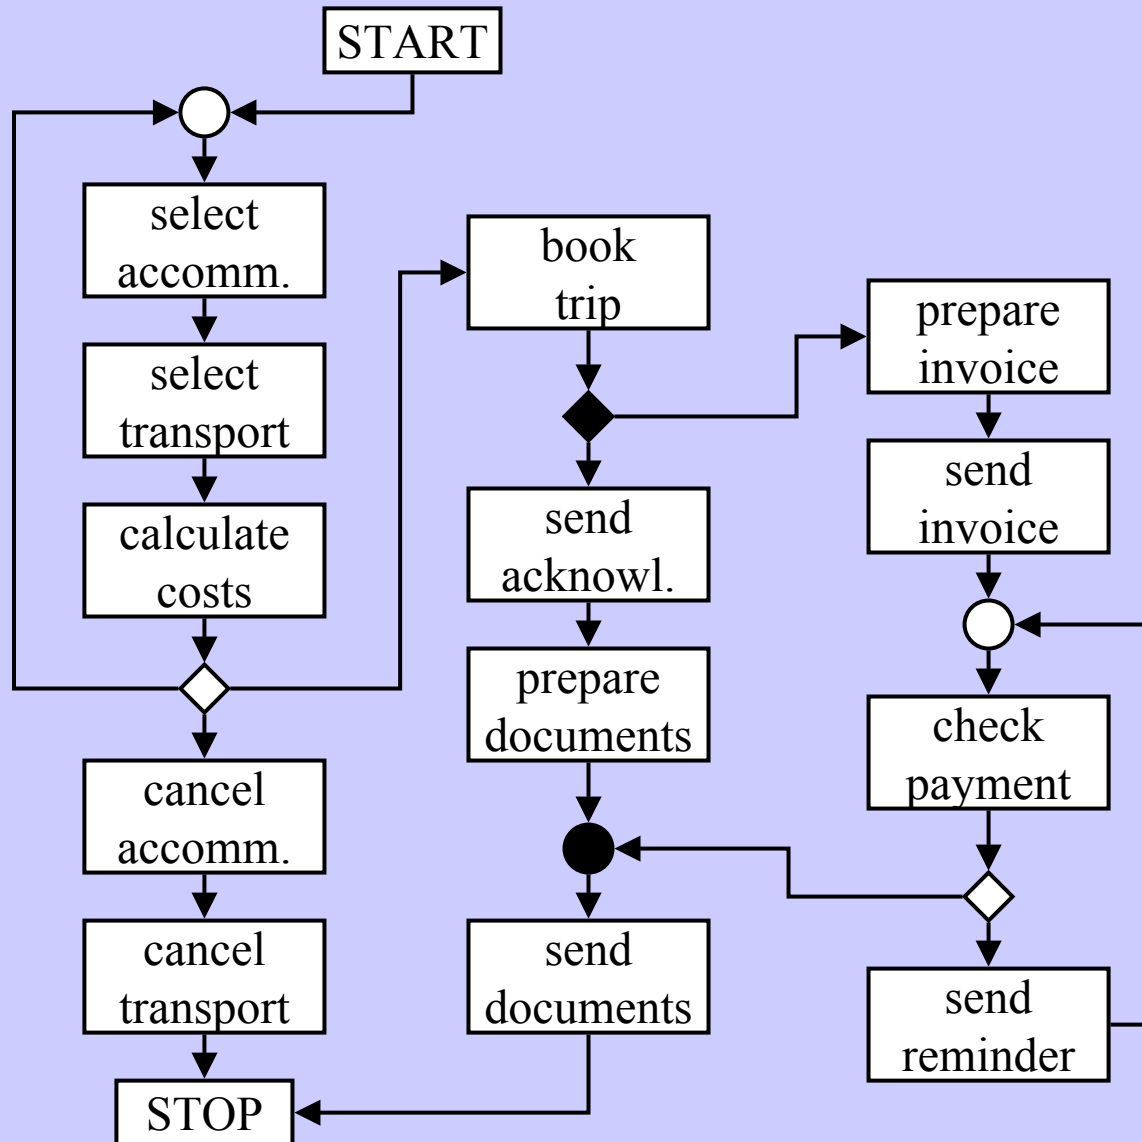 START
select
accomm.
select
transport
calculate
costs
cancel
accomm.
cancel
transport
STOP
book
trip
send
acknowl.
prepare
documents
send
documents
prepare
invoice
send
invoice
check
payment
send
reminder